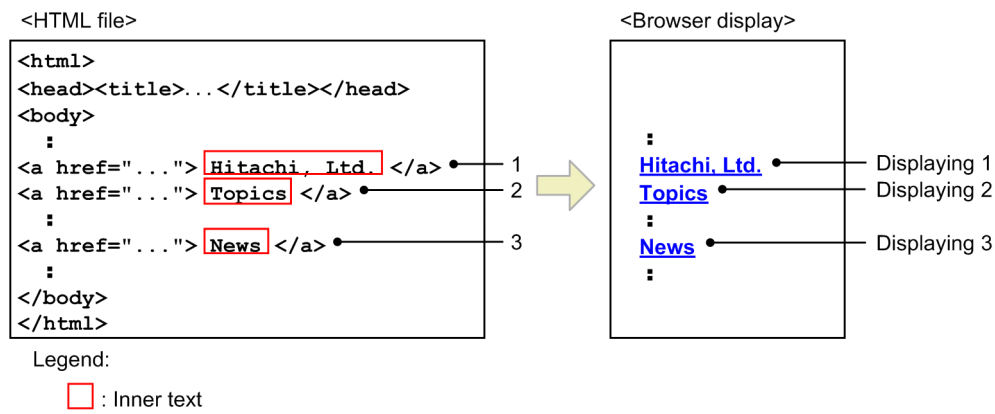 <HTML file>
<html>
<head><title>...</title></head>
<body>
:
<a href="..."> Hitachi, Ltd. </a> 1
<a href="..."> Topics </a> 2
:
<a href="..."> News </a> 3
:
</body>
</html>
Legend:
: Inner text
<Browser display>
:
Hitachi, Ltd. Displaying 1
Topics Displaying 2
:
News Displaying 3
: